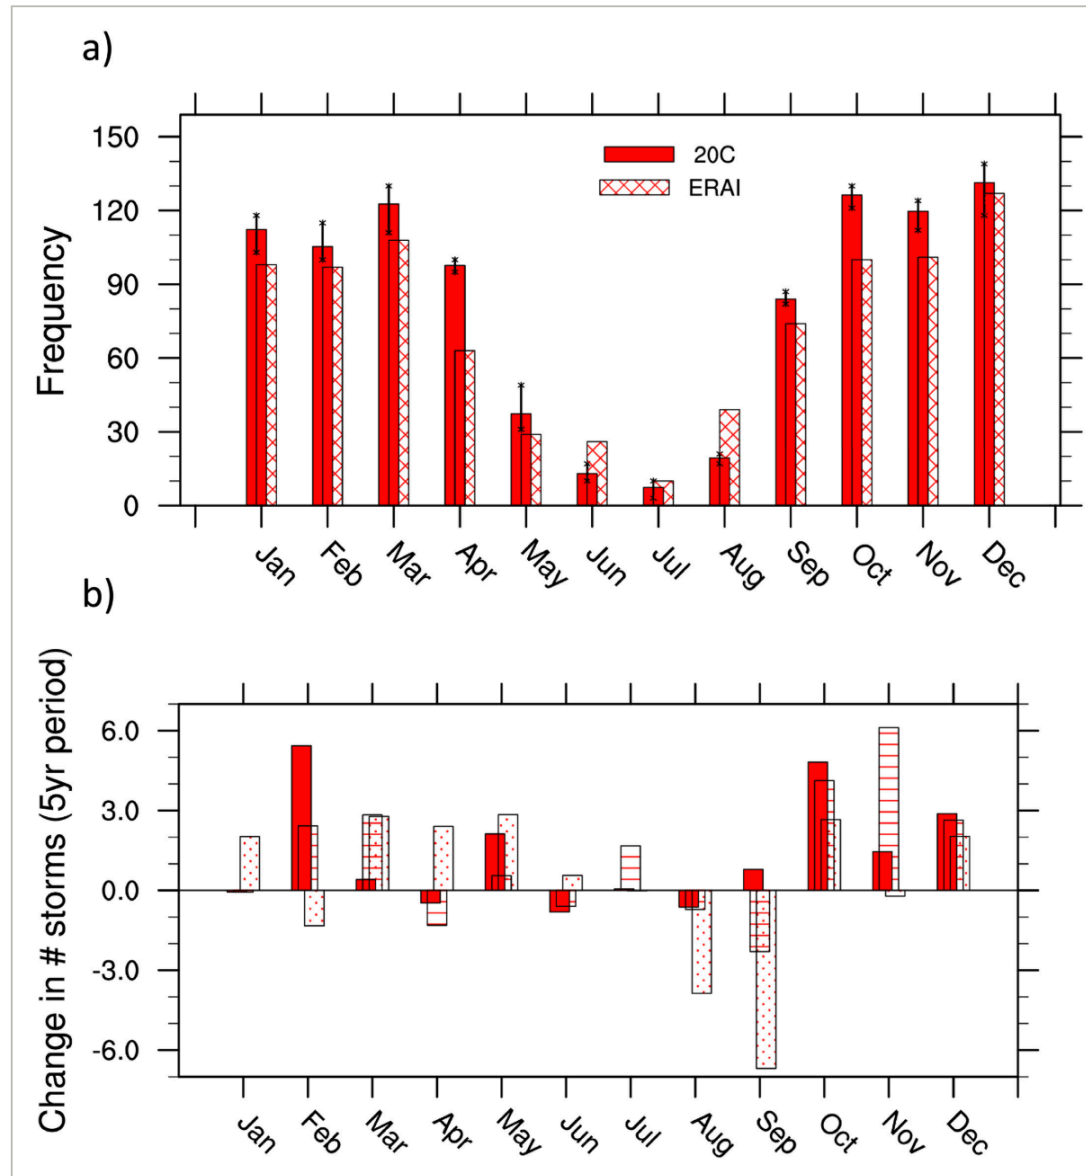 a)
150
120
90
60
30
0
Frequency
20C
ERAI
Jan Feb Mar Apr May Jun Jul Aug Sep Oct Nov Dec
b)
6.0
3.0
0.0
-3.0
-6.0
Change in # storms (5yr period)
Jan Feb Mar Apr May Jun Jul Aug Sep Oct Nov Dec